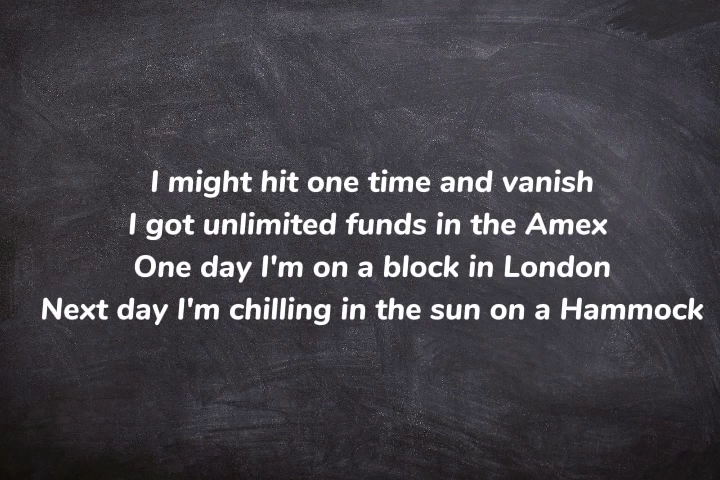 I might hit one time and vanish
I got unlimited funds in the Amex
One day I'm on a block in London
Next day I'm chilling in the sun on a Hammock